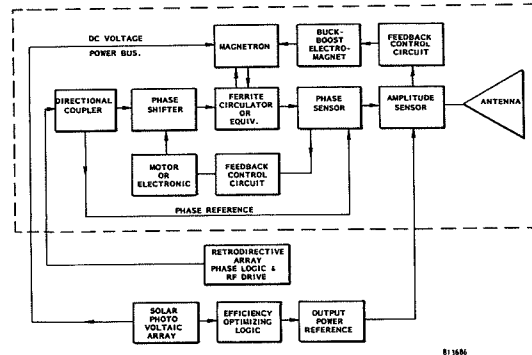 DC VOLTAGE
POWER BUS.
MAGNETRON
BUCK-
BOOST
ELECTRO-
MAGNET
FEEDBACK
CONTROL
CIRCUIT
DIRECTIONAL
COUPLER
PHASE
SHIFTER
FERRITE
CIRCULATOR
OR
EQUIV.
PHASE
SENSOR
AMPLITUDE
SENSOR
ANTENNA
MOTOR
OR
ELECTRONIC
FEEDBACK
CONTROL
CIRCUIT
PHASE REFERENCE
RETRODIRECTIVE
ARRAY
PHASE LOGIC &
RF DRIVE
SOLAR
PHOTO
VOLTAIC
ARRAY
EFFICIENCY
OPTIMIZING
LOGIC
OUTPUT
POWER
REFERENCE
811686